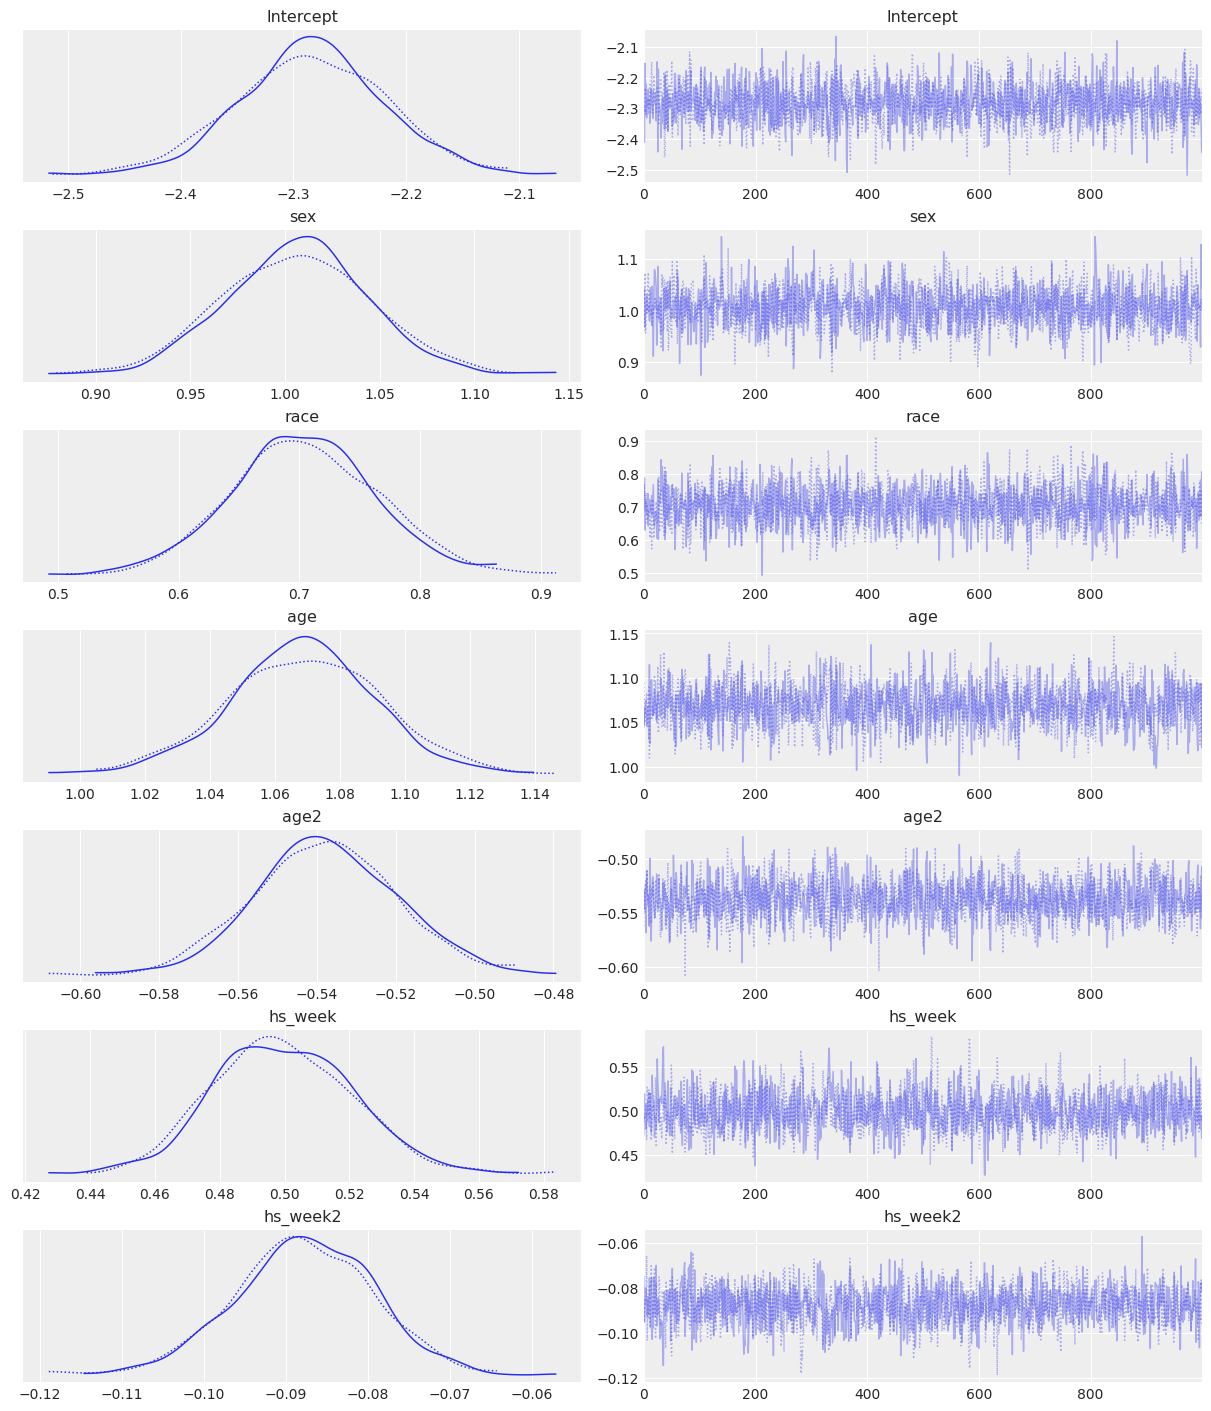 Intercept Intercept
−2.5 −2.4 −2.3 −2.2 −2.1
−2.1
−2.2
−2.3
−2.4
−2.5
0 200 400 600 800
sex sex
0.90 0.95 1.00 1.05 1.10 1.15
1.1
1.0
0.9
0 200 400 600 800
race race
0.5 0.6 0.7 0.8 0.9
0.9
0.8
0.7
0.6
0.5
0 200 400 600 800
age age
1.00 1.02 1.04 1.06 1.08 1.10 1.12 1.14
1.15
1.10
1.05
1.00
0 200 400 600 800
age2 age2
−0.60 −0.58 −0.56 −0.54 −0.52 −0.50 −0.48
−0.50
−0.55
−0.60
0 200 400 600 800
hs_week hs_week
0.42 0.44 0.46 0.48 0.50 0.52 0.54 0.56 0.58
0.55
0.50
0.45
0 200 400 600 800
hs_week2 hs_week2
−0.12 −0.11 −0.10 −0.09 −0.08 −0.07 −0.06
−0.06
−0.08
−0.10
−0.12
0 200 400 600 800